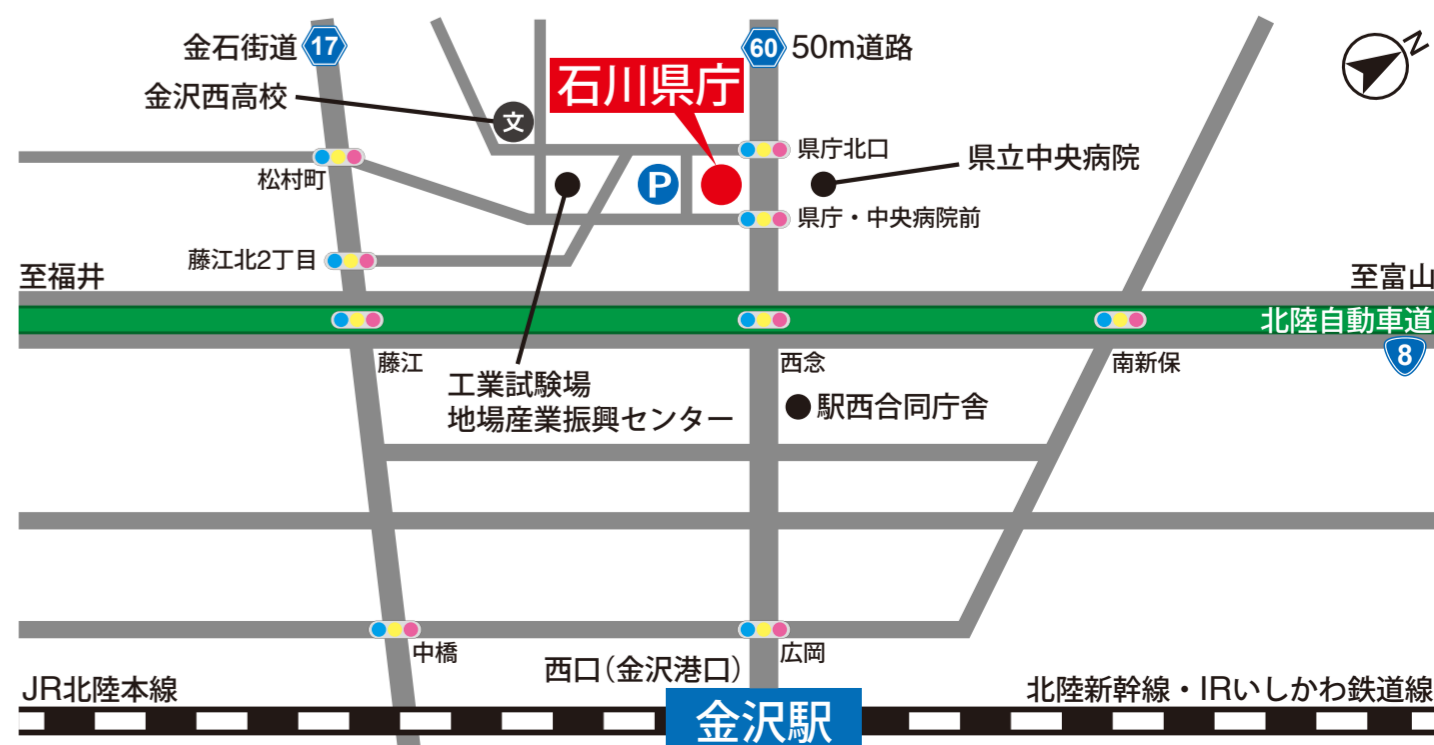 金石街道
17
60
50m道路
N
石川県庁
金沢西高校
文
県庁北口
県立中央病院
松村町
P
県庁・中央病院前
藤江北2丁目
至福井
至富山
北陸自動車道
8
藤江
西念
南新保
工業試験場
地場産業振興センター
駅西合同庁舎
中橋
広岡
西口(金沢港口)
JR北陸本線
北陸新幹線・IRいしかわ鉄道線
金沢駅